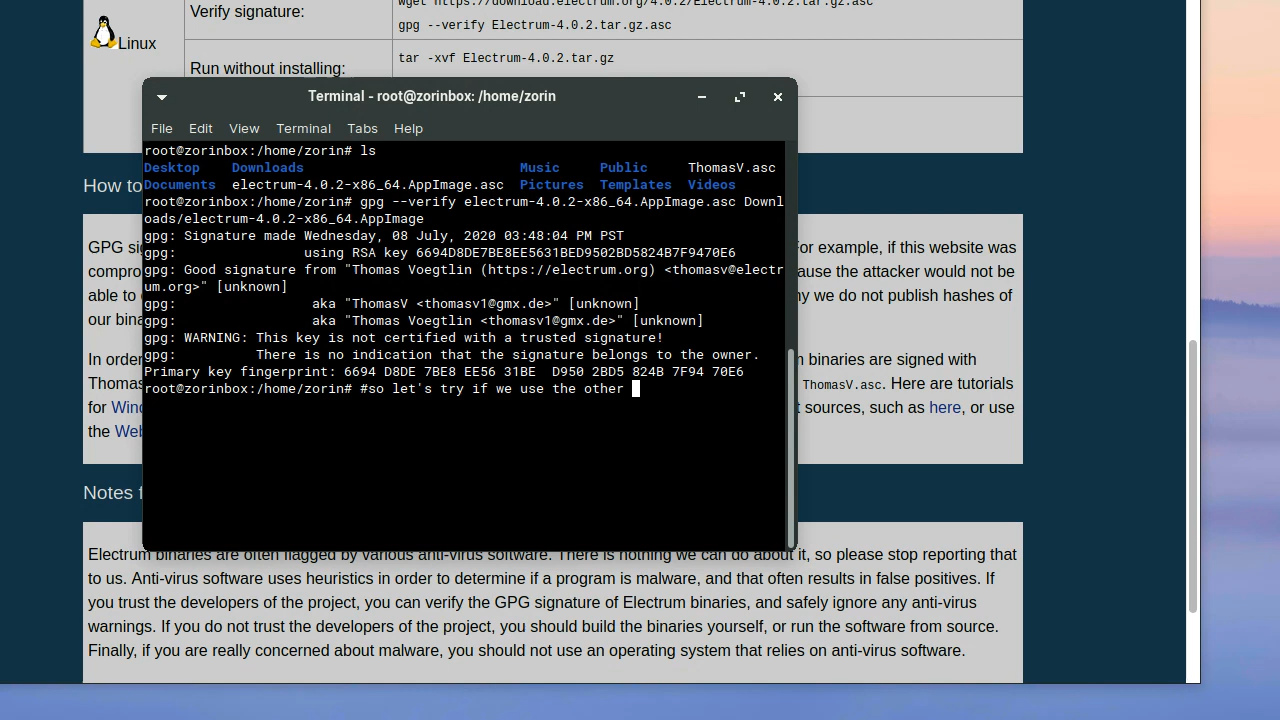 Verify signature:
wget https://download.electrum.org/4.0.2/Electrum-4.0.2.tar.gz.asc
gpg --verify Electrum-4.0.2.tar.gz.asc
Linux
Run without installing:
tar -xvf Electrum-4.0.2.tar.gz
Terminal - root@zorinbox: /home/zorin
File Edit View Terminal Tabs Help
root@zorinbox:/home/zorin# ls
Desktop Downloads Music Public ThomasV.asc
Documents electrum-4.0.2-x86_64.AppImage.asc Pictures Templates Videos
root@zorinbox:/home/zorin# gpg --verify electrum-4.0.2-x86_64.AppImage.asc Downl
oads/electrum-4.0.2-x86_64.AppImage
gpg: Signature made Wednesday, 08 July, 2020 03:48:04 PM PST
gpg: using RSA key 6694D8DE7BE8EE5631BED9502BD5824B7F9470E6
gpg: Good signature from "Thomas Voegtlin (https://electrum.org) <thomasv@electr
um.org>" [unknown]
gpg: aka "ThomasV <thomasv1@gmx.de>" [unknown]
gpg: aka "Thomas Voegtlin <thomasv1@gmx.de>" [unknown]
gpg: WARNING: This key is not certified with a trusted signature!
gpg: There is no indication that the signature belongs to the owner.
Primary key fingerprint: 6694 D8DE 7BE8 EE56 31BE D950 2BD5 824B 7F94 70E6
root@zorinbox:/home/zorin# #so let's try if we use the other
How to
GPG si
For example, if this website was
compro
ause the attacker would not be
able to
y we do not publish hashes of
our bina
In order
n binaries are signed with
Thomas
ThomasV.asc. Here are tutorials
for Wind
t sources, such as here, or use
the Web
Notes f
Electrum binaries are often flagged by various anti-virus software. There is nothing we can do about it, so please stop reporting that
to us. Anti-virus software uses heuristics in order to determine if a program is malware, and that often results in false positives. If
you trust the developers of the project, you can verify the GPG signature of Electrum binaries, and safely ignore any anti-virus
warnings. If you do not trust the developers of the project, you should build the binaries yourself, or run the software from source.
Finally, if you are really concerned about malware, you should not use an operating system that relies on anti-virus software.